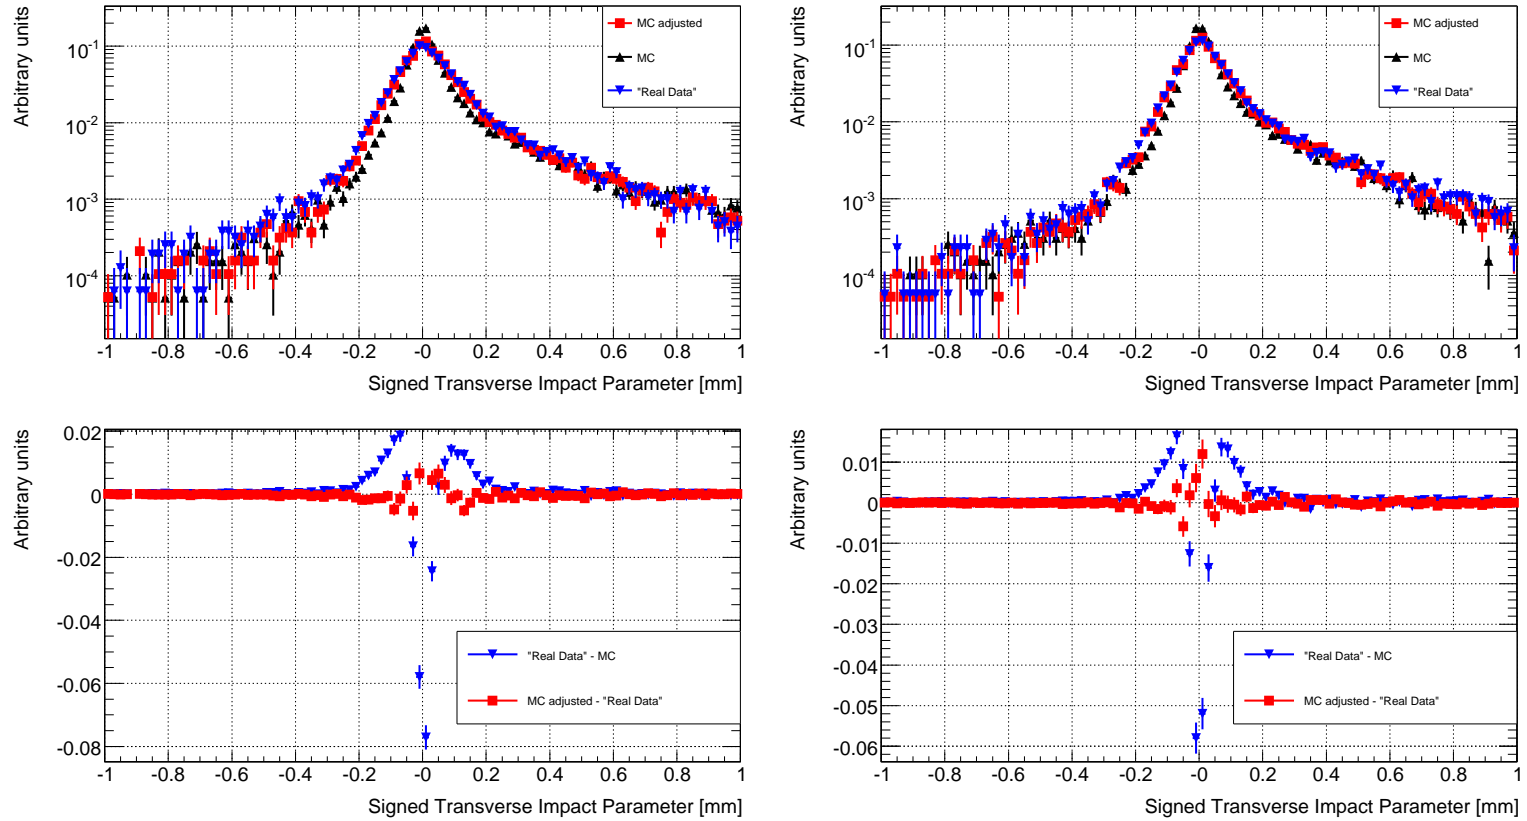 Arbitrary units
MC adjusted
MC
"Real Data"
10⁻¹
10⁻²
10⁻³
10⁻⁴
-1 -0.8 -0.6 -0.4 -0.2 -0 0.2 0.4 0.6 0.8 1
Signed Transverse Impact Parameter [mm]
Arbitrary units
MC adjusted
MC
"Real Data"
10⁻¹
10⁻²
10⁻³
10⁻⁴
-1 -0.8 -0.6 -0.4 -0.2 -0 0.2 0.4 0.6 0.8 1
Signed Transverse Impact Parameter [mm]
Arbitrary units
0.02
0
-0.02
-0.04
-0.06
-0.08
"Real Data" - MC
MC adjusted - "Real Data"
-1 -0.8 -0.6 -0.4 -0.2 -0 0.2 0.4 0.6 0.8 1
Signed Transverse Impact Parameter [mm]
Arbitrary units
0.01
0
-0.01
-0.02
-0.03
-0.04
-0.05
-0.06
"Real Data" - MC
MC adjusted - "Real Data"
-1 -0.8 -0.6 -0.4 -0.2 -0 0.2 0.4 0.6 0.8 1
Signed Transverse Impact Parameter [mm]